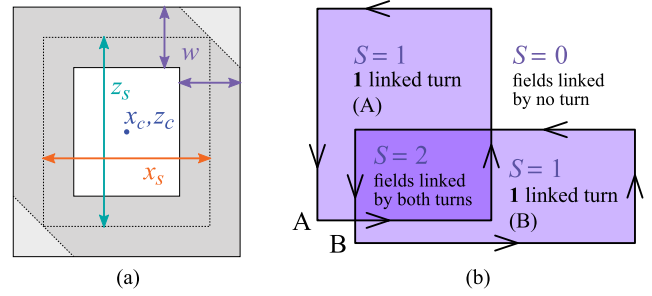 w
z_s
x_c,z_c
x_s
(a)
S = 1
1 linked turn
(A)
S = 0
fields linked
by no turn
S = 2
fields linked
by both turns
S = 1
1 linked turn
(B)
A
B
(b)